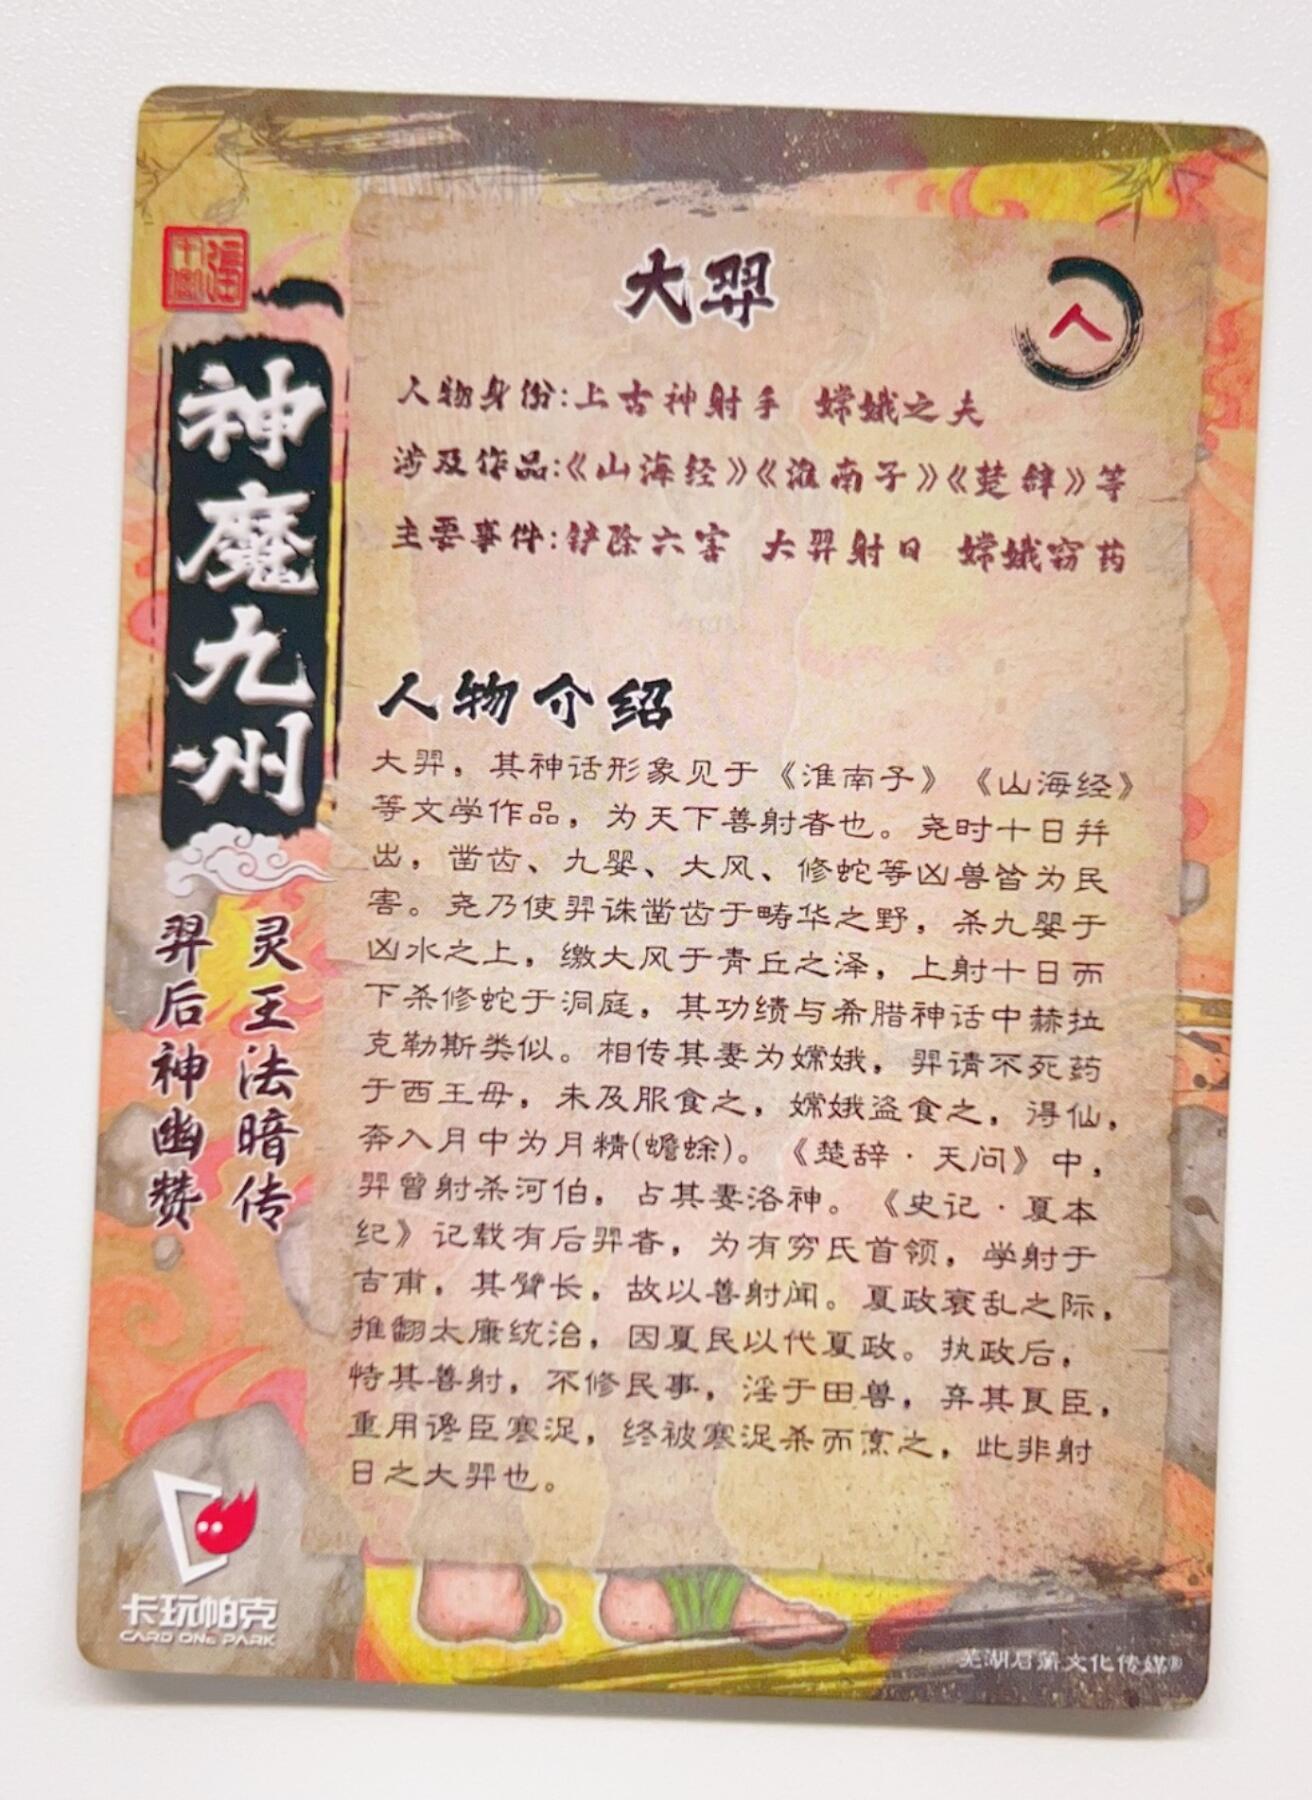 大羿
人
人物身份:上古神射手 嫦娥之夫
涉及作品:《山海经》《淮南子》《楚辞》等
主要事件:铲除六害 大羿射日 嫦娥窃药
神魔九州
灵王法暗传
羿后神幽赞
人物介绍
大羿，其神话形象见于《淮南子》《山海经》
等文学作品，为天下善射者也。尧时十日并
出，凿齿、九婴、大风、修蛇等凶兽皆为民
害。尧乃使羿诛凿齿于畴华之野，杀九婴于
凶水之上，缴大风于青丘之泽，上射十日而
下杀修蛇于洞庭，其功绩与希腊神话中赫拉
克勒斯类似。相传其妻为嫦娥，羿请不死药
于西王母，未及服食之，嫦娥盗食之，得仙，
奔入月中为月精(蟾蜍)。《楚辞·天问》中，
羿曾射杀河伯，占其妻洛神。《史记·夏本
纪》记载有后羿者，为有穷氏首领，学射于
吉甫，其臂长，故以善射闻。夏政衰乱之际，
推翻太康统治，因夏民以代夏政。执政后，
恃其善射，不修民事，淫于田兽，弃其良臣，
重用谗臣寒浞，终被寒浞杀而烹之，此非射
日之大羿也。
卡玩帕克
CARD ONE PARK
芜湖启蒲文化传媒®